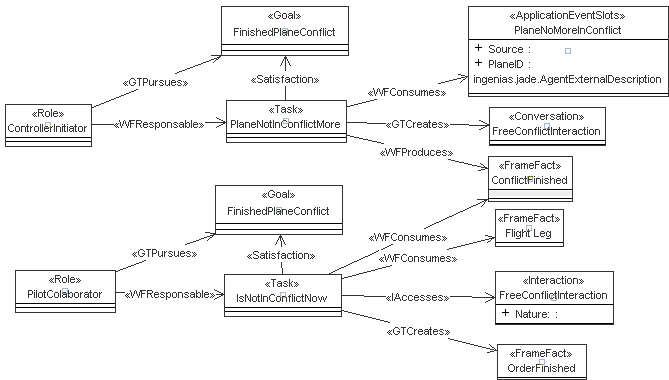 «Goal»
FinishedPlaneConflict
«ApplicationEventSlots»
PlaneNoMoreInConflict
+ Source :
+ PlaneID :
ingenias.jade.AgentExternalDescription
«GTPursues»
«Satisfaction»
«WFConsumes»
«Role»
ControllerInitiator
«WFResponsable»
«Task»
PlaneNotInConflictMore
«GTCreates»
«Conversation»
FreeConflictInteraction
«WFProduces»
«FrameFact»
ConflictFinished
«Goal»
FinishedPlaneConflict
«FrameFact»
Flight Leg
«WFConsumes»
«GTPursues»
«Satisfaction»
«WFConsumes»
«Role»
PilotColaborator
«WFResponsable»
«Task»
IsNotInConflictNow
«IAccesses»
«Interaction»
FreeConflictInteraction
+ Nature: :
«GTCreates»
«FrameFact»
OrderFinished